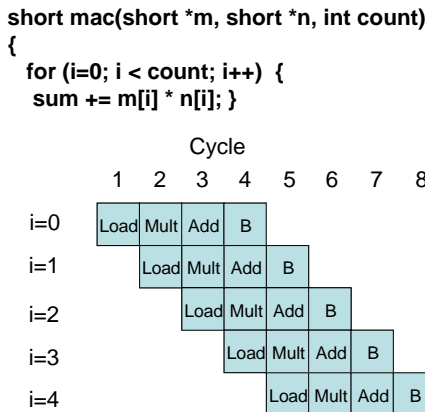 short mac(short *m, short *n, int count)
{
for (i=0; i < count; i++) {
sum += m[i] * n[i]; }
Cycle
1 2 3 4 5 6 7 8
i=0 Load Mult Add B
i=1 Load Mult Add B
i=2 Load Mult Add B
i=3 Load Mult Add B
i=4 Load Mult Add B